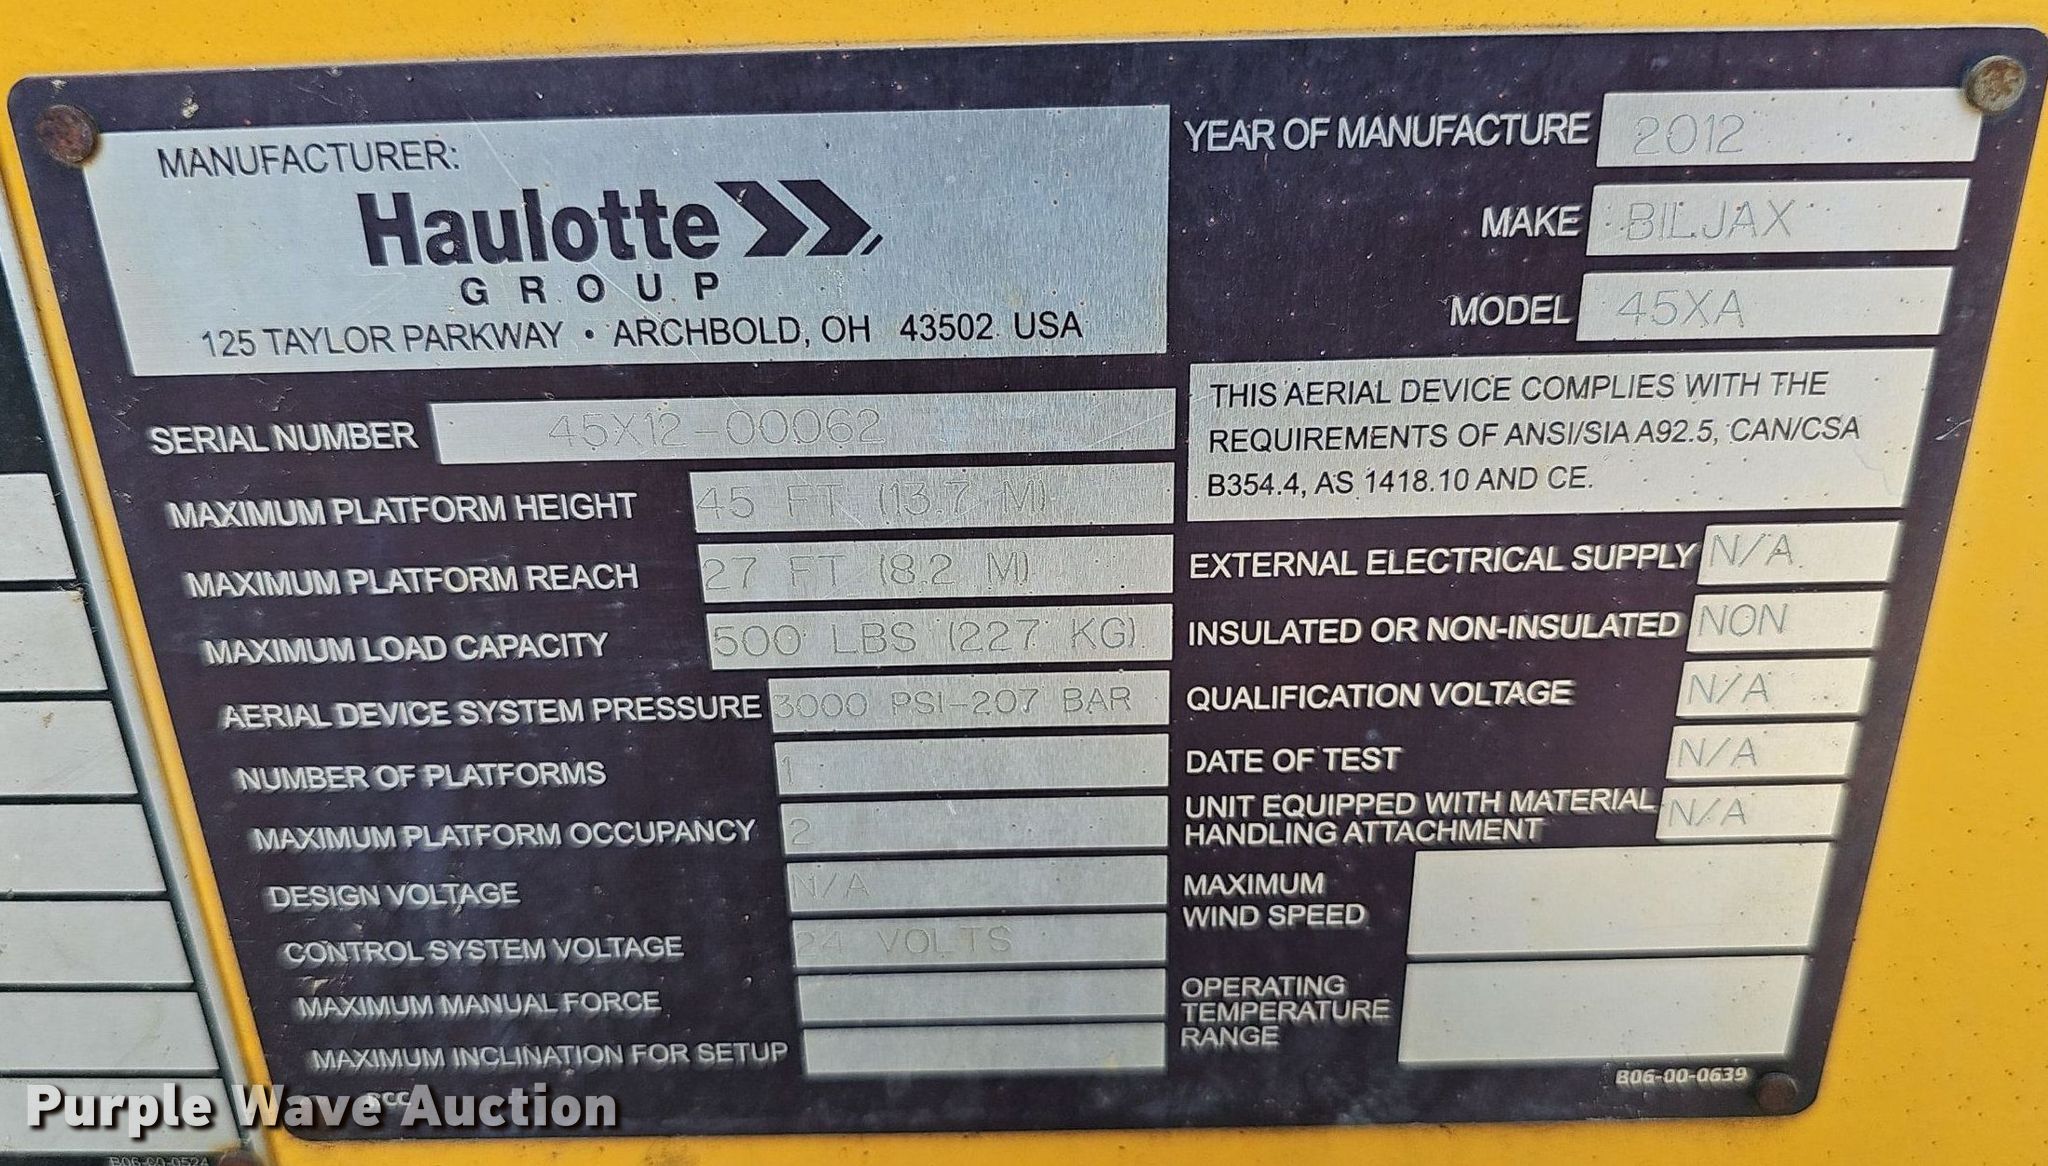 MANUFACTURER:
Haulotte
GROUP
125 TAYLOR PARKWAY • ARCHBOLD, OH 43502 USA
SERIAL NUMBER 45X12-00062
MAXIMUM PLATFORM HEIGHT 45 FT (13.7 M)
MAXIMUM PLATFORM REACH 27 FT (8.2 M)
MAXIMUM LOAD CAPACITY 500 LBS (227 KG)
AERIAL DEVICE SYSTEM PRESSURE 3000 PSI-207 BAR
NUMBER OF PLATFORMS 1
MAXIMUM PLATFORM OCCUPANCY 2
DESIGN VOLTAGE N/A
CONTROL SYSTEM VOLTAGE 24 VOLTS
MAXIMUM MANUAL FORCE
MAXIMUM INCLINATION FOR SETUP
YEAR OF MANUFACTURE 2012
MAKE BILJAX
MODEL 45XA
THIS AERIAL DEVICE COMPLIES WITH THE
REQUIREMENTS OF ANSI/SIA A92.5, CAN/CSA
B354.4, AS 1418.10 AND CE.
EXTERNAL ELECTRICAL SUPPLY N/A
INSULATED OR NON-INSULATED NON
QUALIFICATION VOLTAGE N/A
DATE OF TEST N/A
UNIT EQUIPPED WITH MATERIAL
HANDLING ATTACHMENT N/A
MAXIMUM
WIND SPEED
OPERATING
TEMPERATURE
RANGE
B06-00-0639
Purple Wave Auction